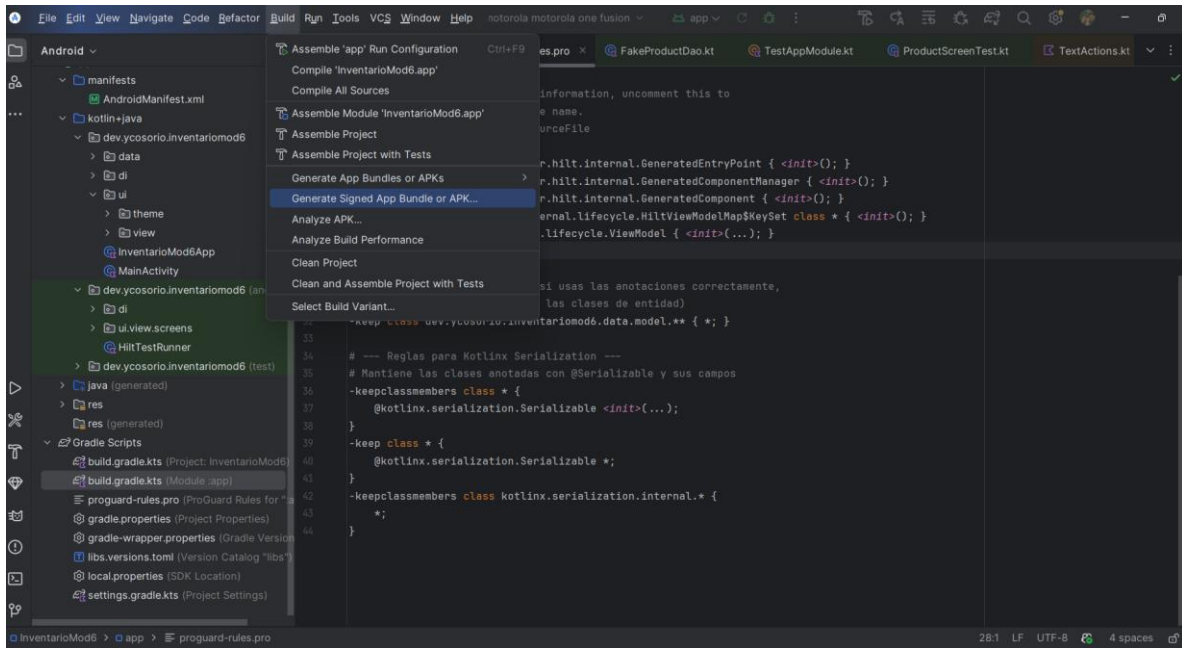 File Edit View Navigate Code Refactor Build Run Tools VCS Window Help motorola motorola one fusion app
Android
es.pro FakeProductDao.kt TestAppModule.kt ProductScreenTest.kt TextActions.kt
manifests
AndroidManifest.xml
kotlin+java
dev.ycosorio.inventariomod6
data
di
ui
theme
view
InventarioMod6App
MainActivity
dev.ycosorio.inventariomod6 (an
di
ui.view.screens
HiltTestRunner
dev.ycosorio.inventariomod6 (test)
java (generated)
res
res (generated)
Gradle Scripts
build.gradle.kts (Project: InventarioMod6)
build.gradle.kts (Module :app)
proguard-rules.pro (ProGuard Rules for ":a
gradle.properties (Project Properties)
gradle-wrapper.properties (Gradle Version
libs.versions.toml (Version Catalog "libs")
local.properties (SDK Location)
settings.gradle.kts (Project Settings)
Assemble 'app' Run Configuration Ctrl+F9
Compile 'InventarioMod6.app'
Compile All Sources
Assemble Module 'InventarioMod6.app'
Assemble Project
Assemble Project with Tests
Generate App Bundles or APKs
Generate Signed App Bundle or APK...
Analyze APK...
Analyze Build Performance
Clean Project
Clean and Assemble Project with Tests
Select Build Variant...
information, uncomment this to
e name.
urceFile
r.hilt.internal.GeneratedEntryPoint { <init>(); }
r.hilt.internal.GeneratedComponentManager { <init>(); }
r.hilt.internal.GeneratedComponent { <init>(); }
ernal.lifecycle.HiltViewModelMap$KeySet class * { <init>(); }
.lifecycle.ViewModel { <init>(...); }
si usas las anotaciones correctamente,
las clases de entidad)
32 -keep class dev.ycosorio.inventariomod6.data.model.** { *; }
33
34 # --- Reglas para Kotlinx Serialization ---
35 # Mantiene las clases anotadas con @Serializable y sus campos
36 -keepclassmembers class * {
37 @kotlinx.serialization.Serializable <init>(...);
38 }
39 -keep class * {
40 @kotlinx.serialization.Serializable *;
41 }
42 -keepclassmembers class kotlinx.serialization.internal.* {
43 *;
44 }
InventarioMod6 > app > proguard-rules.pro 28:1 LF UTF-8 4 spaces